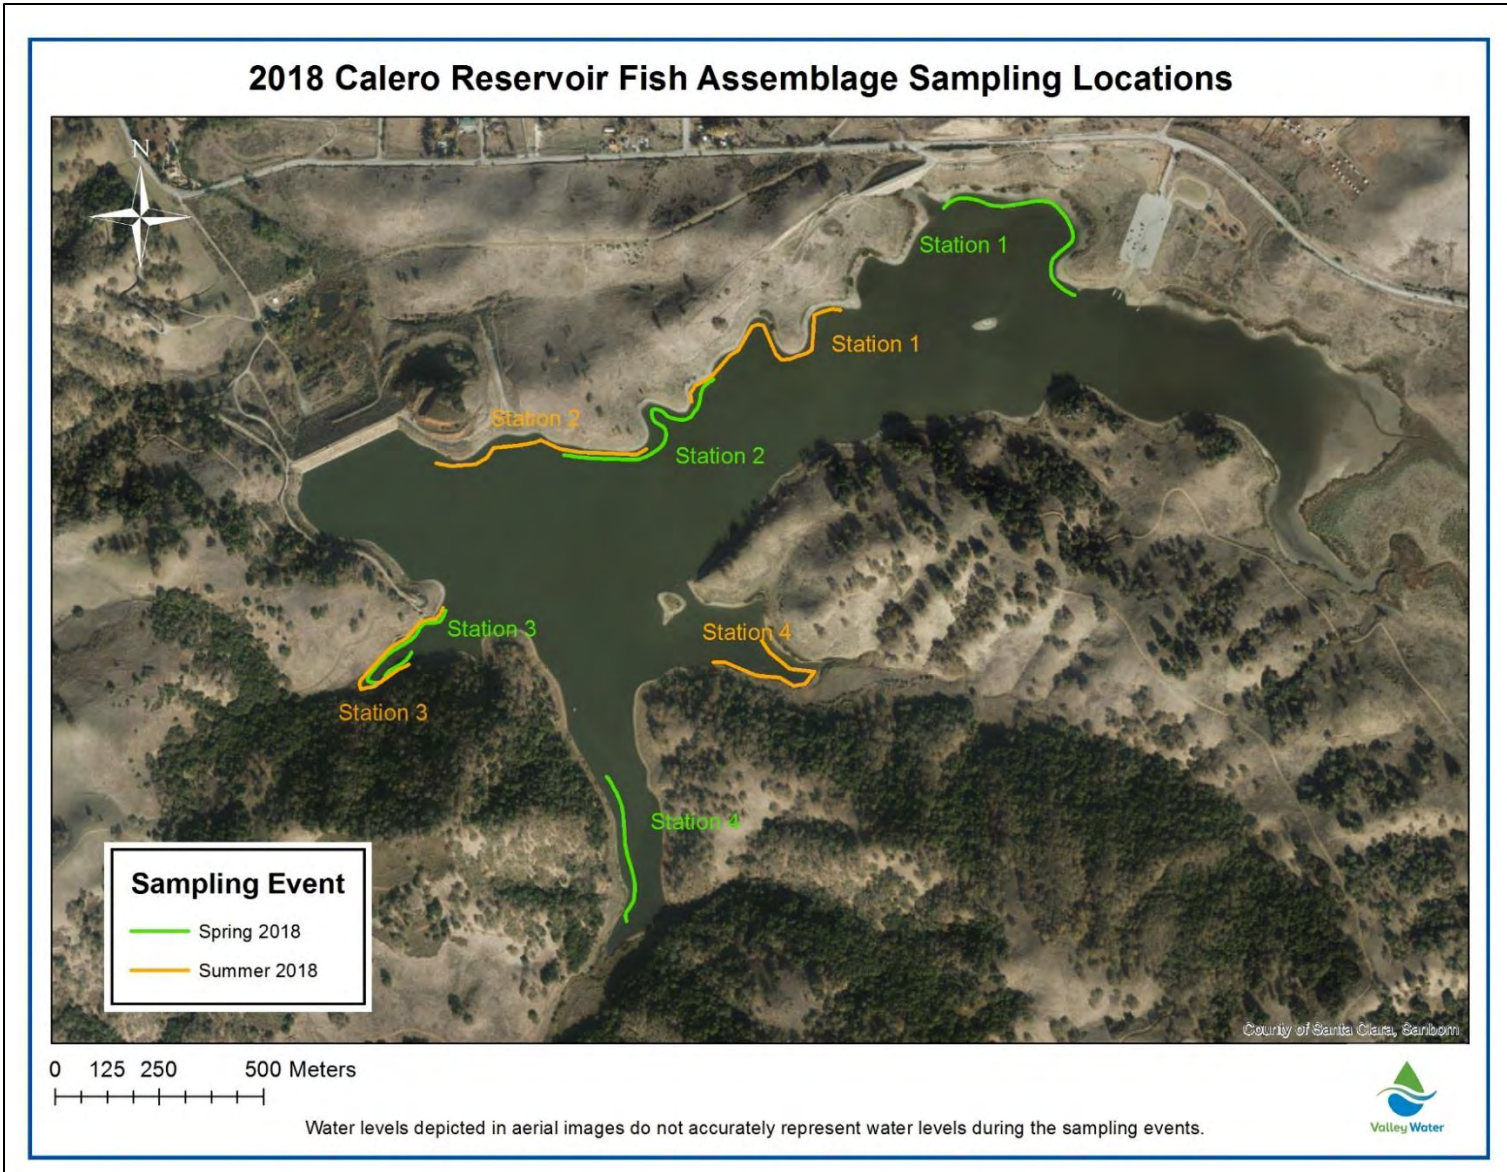 2018 Calero Reservoir Fish Assemblage Sampling Locations
N
Station 1
Station 1
Station 2
Station 2
Station 3
Station 4
Station 3
Station 4
Sampling Event
Spring 2018
Summer 2018
County of Santa Clara, Sanborn
0 125 250 500 Meters
Water levels depicted in aerial images do not accurately represent water levels during the sampling events.
Valley Water